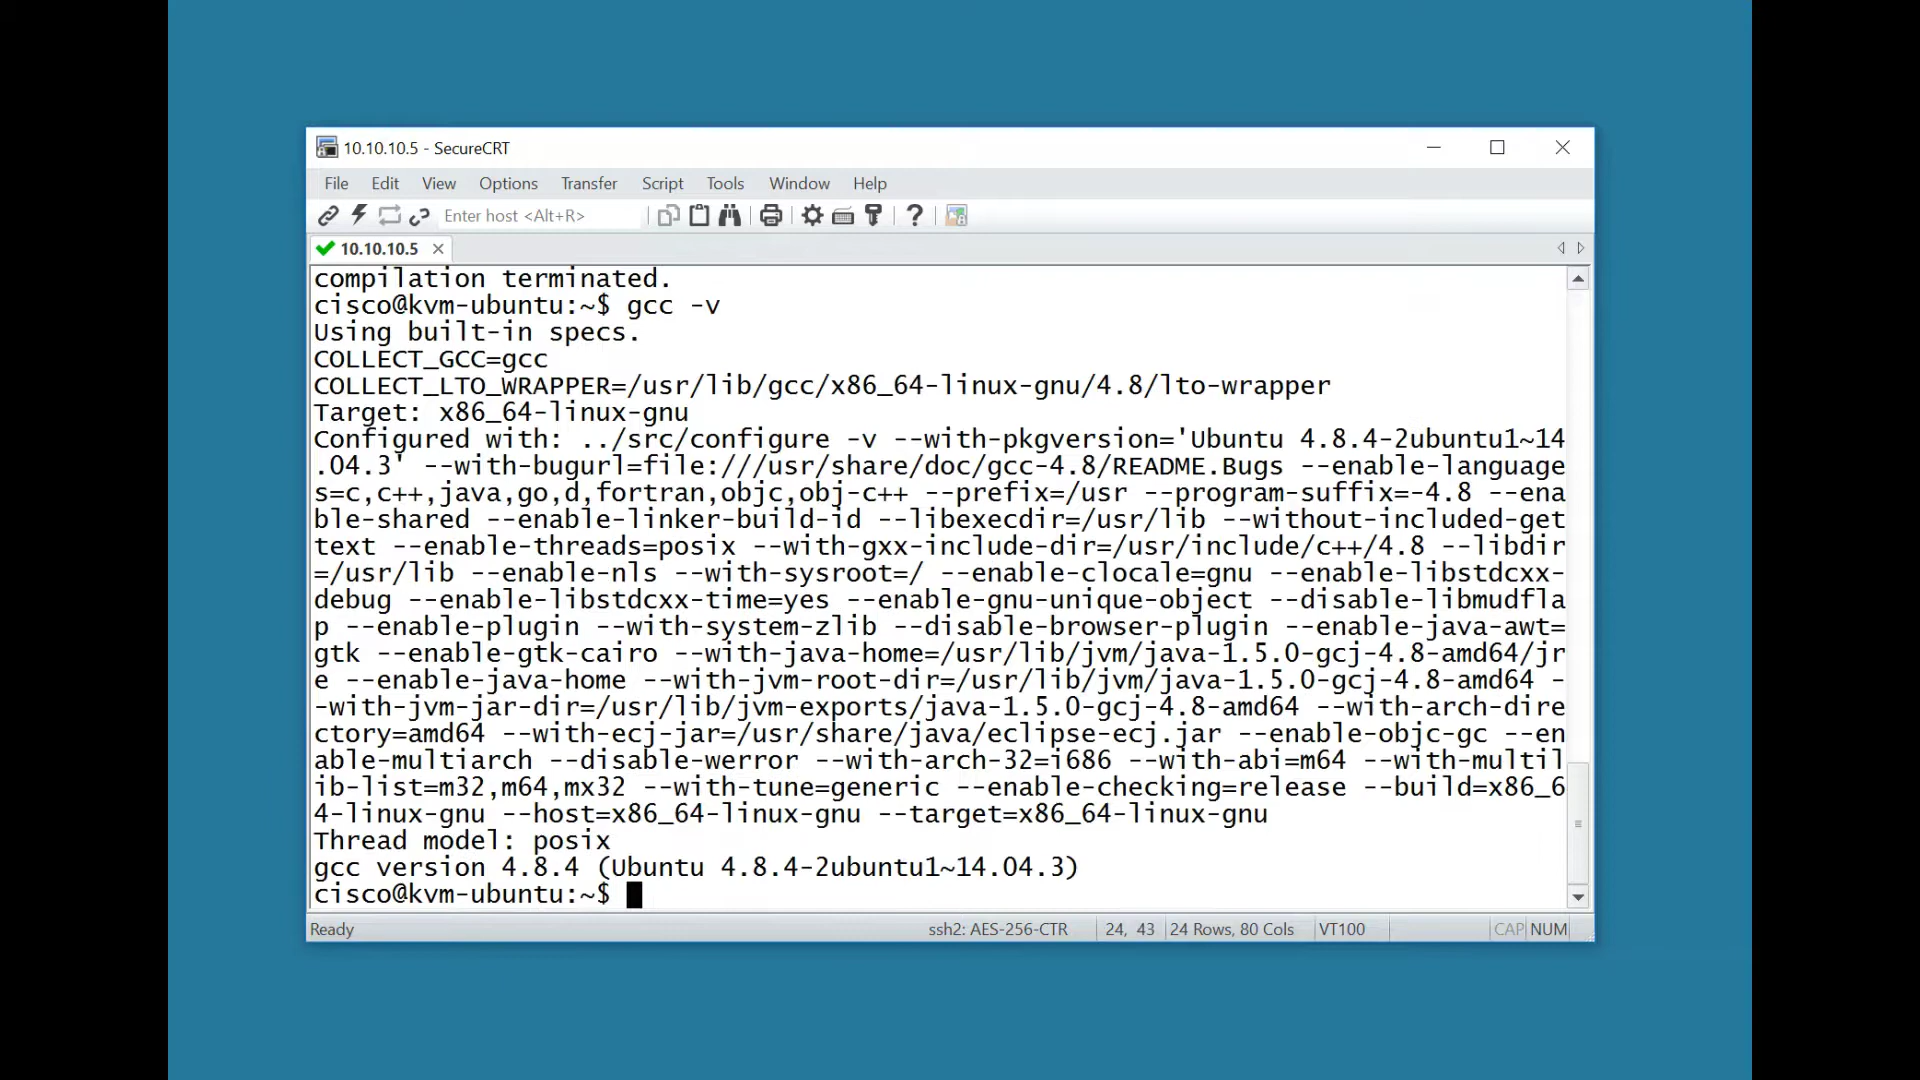 10.10.10.5 - SecureCRT
File Edit View Options Transfer Script Tools Window Help
Enter host <Alt+R>
10.10.10.5
compilation terminated.
cisco@kvm-ubuntu:~$ gcc -v
Using built-in specs.
COLLECT_GCC=gcc
COLLECT_LTO_WRAPPER=/usr/lib/gcc/x86_64-linux-gnu/4.8/lto-wrapper
Target: x86_64-linux-gnu
Configured with: ../src/configure -v --with-pkgversion='Ubuntu 4.8.4-2ubuntu1~14
.04.3' --with-bugurl=file:///usr/share/doc/gcc-4.8/README.Bugs --enable-language
s=c,c++,java,go,d,fortran,objc,obj-c++ --prefix=/usr --program-suffix=-4.8 --ena
ble-shared --enable-linker-build-id --libexecdir=/usr/lib --without-included-get
text --enable-threads=posix --with-gxx-include-dir=/usr/include/c++/4.8 --libdir
=/usr/lib --enable-nls --with-sysroot=/ --enable-clocale=gnu --enable-libstdcxx-
debug --enable-libstdcxx-time=yes --enable-gnu-unique-object --disable-libmudfla
p --enable-plugin --with-system-zlib --disable-browser-plugin --enable-java-awt=
gtk --enable-gtk-cairo --with-java-home=/usr/lib/jvm/java-1.5.0-gcj-4.8-amd64/jr
e --enable-java-home --with-jvm-root-dir=/usr/lib/jvm/java-1.5.0-gcj-4.8-amd64 -
-with-jvm-jar-dir=/usr/lib/jvm-exports/java-1.5.0-gcj-4.8-amd64 --with-arch-dire
ctory=amd64 --with-ecj-jar=/usr/share/java/eclipse-ecj.jar --enable-objc-gc --en
able-multiarch --disable-werror --with-arch-32=i686 --with-abi=m64 --with-multil
ib-list=m32,m64,mx32 --with-tune=generic --enable-checking=release --build=x86_6
4-linux-gnu --host=x86_64-linux-gnu --target=x86_64-linux-gnu
Thread model: posix
gcc version 4.8.4 (Ubuntu 4.8.4-2ubuntu1~14.04.3)
cisco@kvm-ubuntu:~$
Ready ssh2: AES-256-CTR 24, 43 24 Rows, 80 Cols VT100 CAP NUM